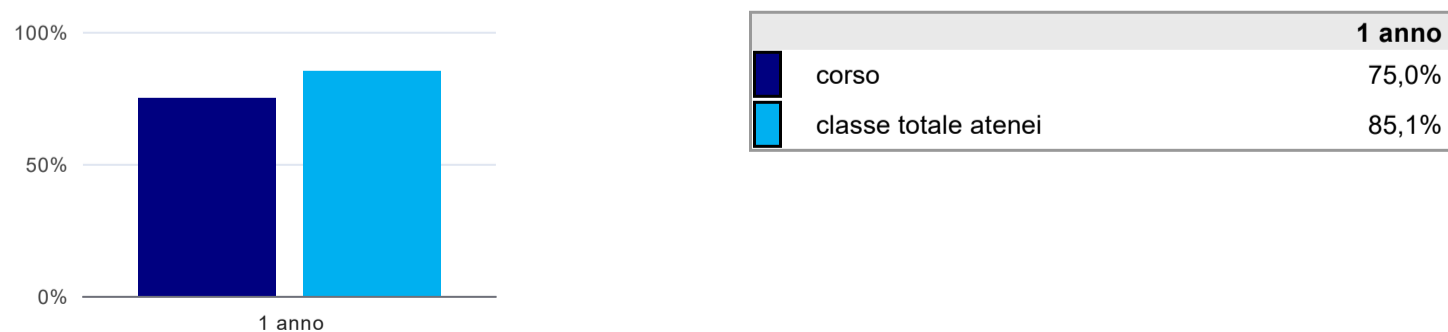 100%
50%
0%
1 anno
1 anno
corso 75,0%
classe totale atenei 85,1%